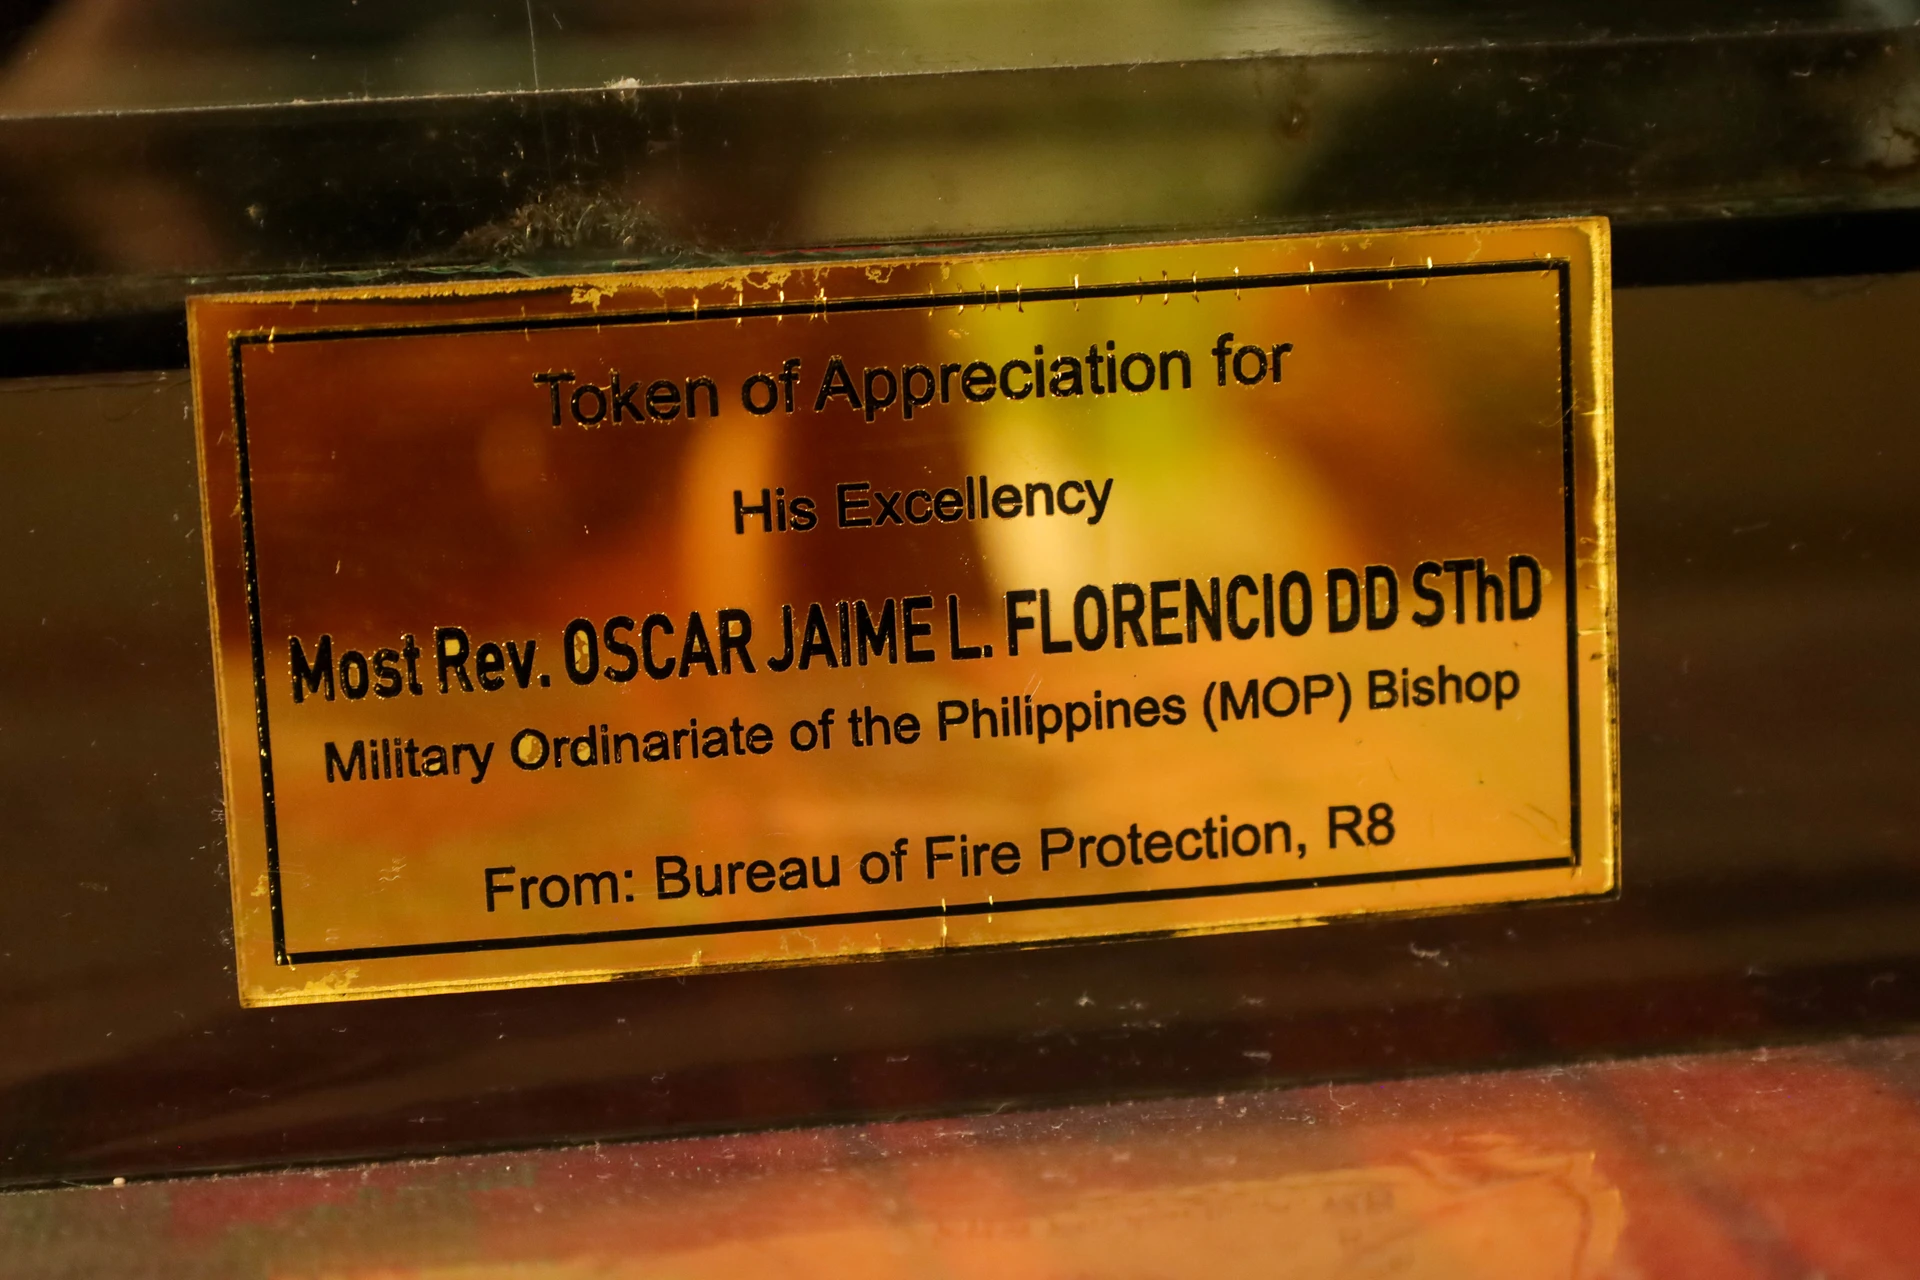 Token of Appreciation for
His Excellency
Most Rev. OSCAR JAIME L. FLORENCIO DD SThD
Military Ordinariate of the Philippines (MOP) Bishop
From: Bureau of Fire Protection, R8